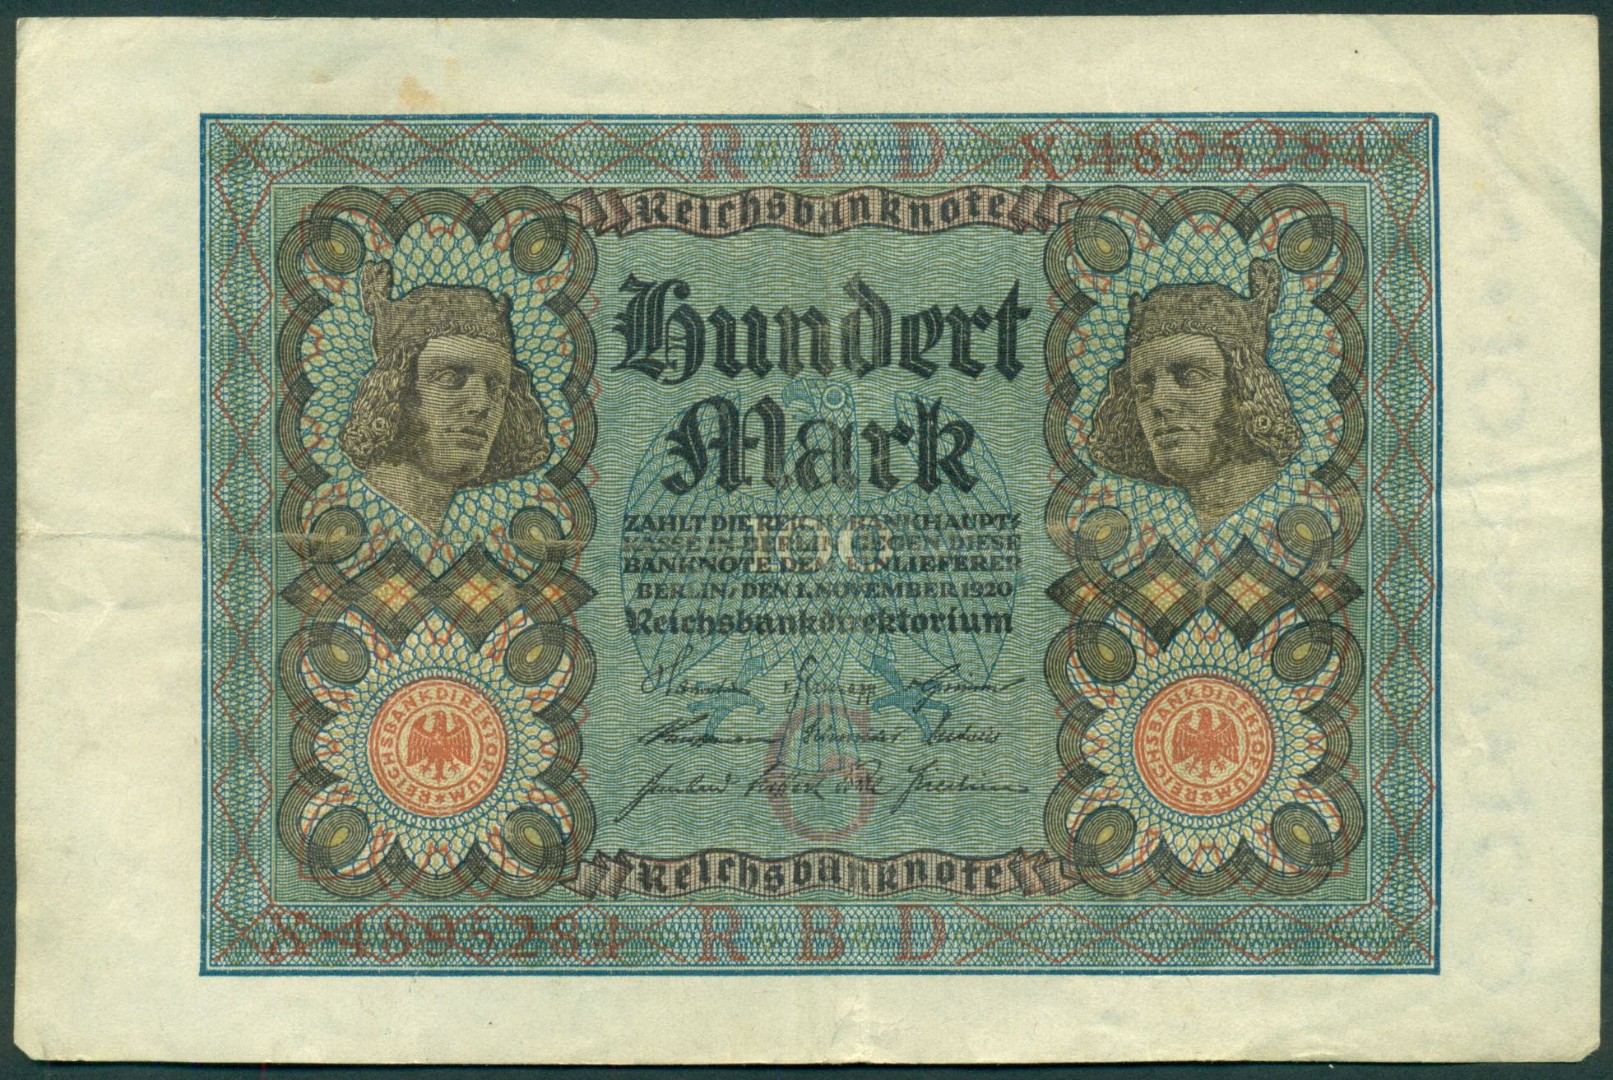 R B D X·4895284
Reichsbanknote
Hundert
Mark
100
ZAHLT DIE REICHSBANKHAUPT⸗
KASSE IN BERLIN GEGEN DIESE
BANKNOTE DEM EINLIEFERER
BERLIN, DEN 1. NOVEMBER 1920
Reichsbankdirektorium
REICHSBANKDIREKTORIUM
REICHSBANKDIREKTORIUM
Reichsbanknote
X·4895284 R B D